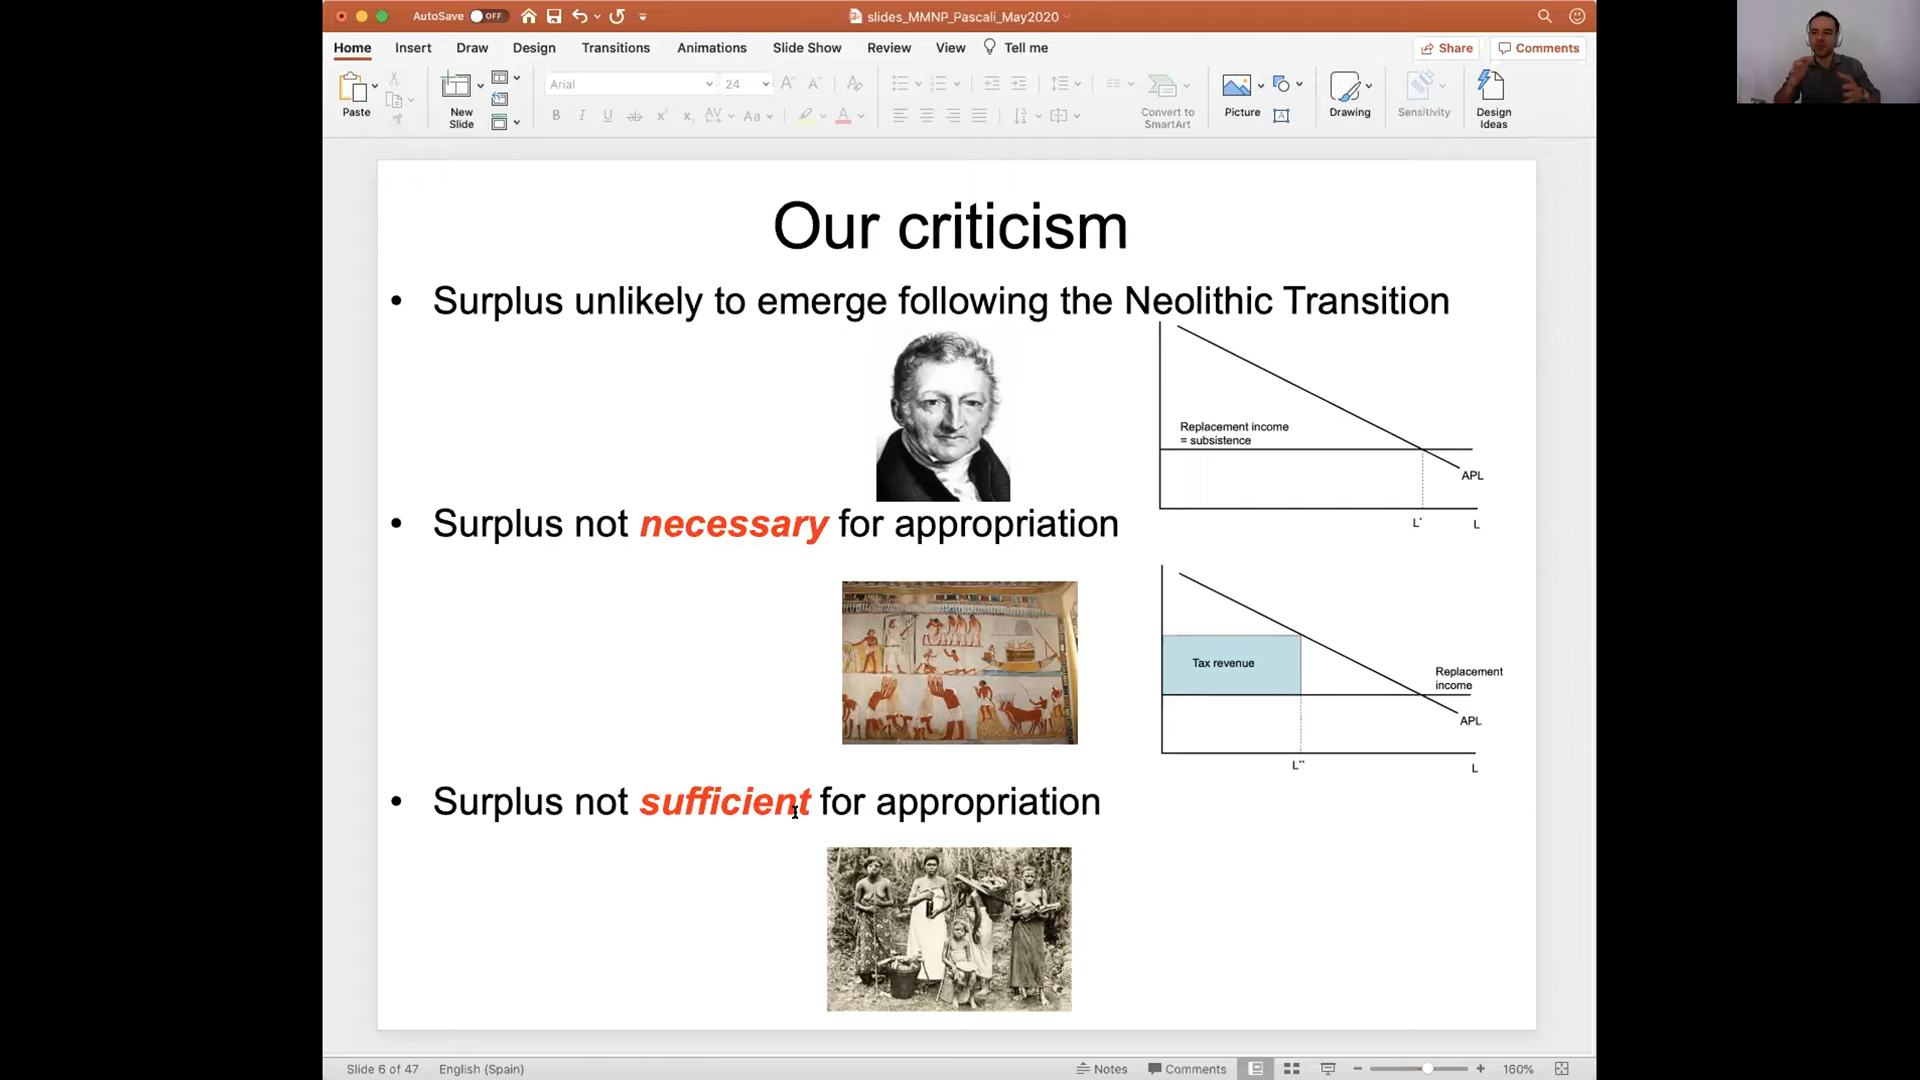 AutoSave OFF
slides_MMNP_Pascali_May2020
Home Insert Draw Design Transitions Animations Slide Show Review View Tell me
Share Comments
Paste
New Slide
Arial 24
Convert to SmartArt
Picture
Drawing
Sensitivity
Design Ideas
Our criticism
• Surplus unlikely to emerge following the Neolithic Transition
Replacement income
= subsistence
APL
L*
L
• Surplus not necessary for appropriation
Tax revenue
Replacement
income
APL
L**
L
• Surplus not sufficient for appropriation
Slide 6 of 47 English (Spain) Notes Comments 160%